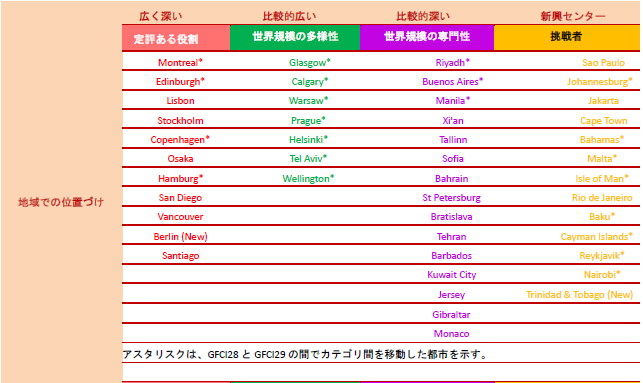 広く深い 比較的広い 比較的深い 新興センター
定評ある役割 世界規模の多様性 世界規模の専門性 挑戦者
Montreal* Glasgow* Riyadh* Sao Paulo
Edinburgh* Calgary* Buenos Aires* Johannesburg*
Lisbon Warsaw* Manila* Jakarta
Stockholm Prague* Xi'an Cape Town
Copenhagen* Helsinki* Tallinn Bahamas*
Osaka Tel Aviv* Sofia Malta*
Hamburg* Wellington* Bahrain Isle of Man*
地域での位置づけ San Diego St Petersburg Rio de Janeiro
Vancouver Bratislava Baku*
Berlin (New) Tehran Cayman Islands*
Santiago Barbados Reykjavik*
Kuwait City Nairobi*
Jersey Trinidad & Tobago (New)
Gibraltar
Monaco
アスタリスクは、GFCI28 と GFCI29 の間でカテゴリ間を移動した都市を示す。